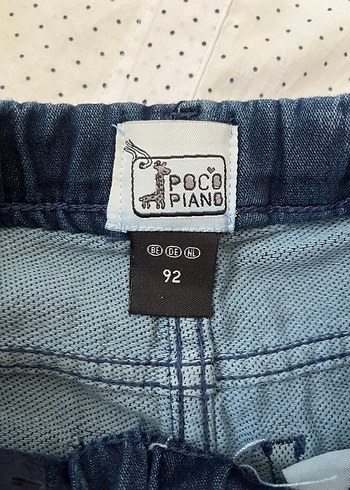 POCO
PIANO
BE DE NL
92